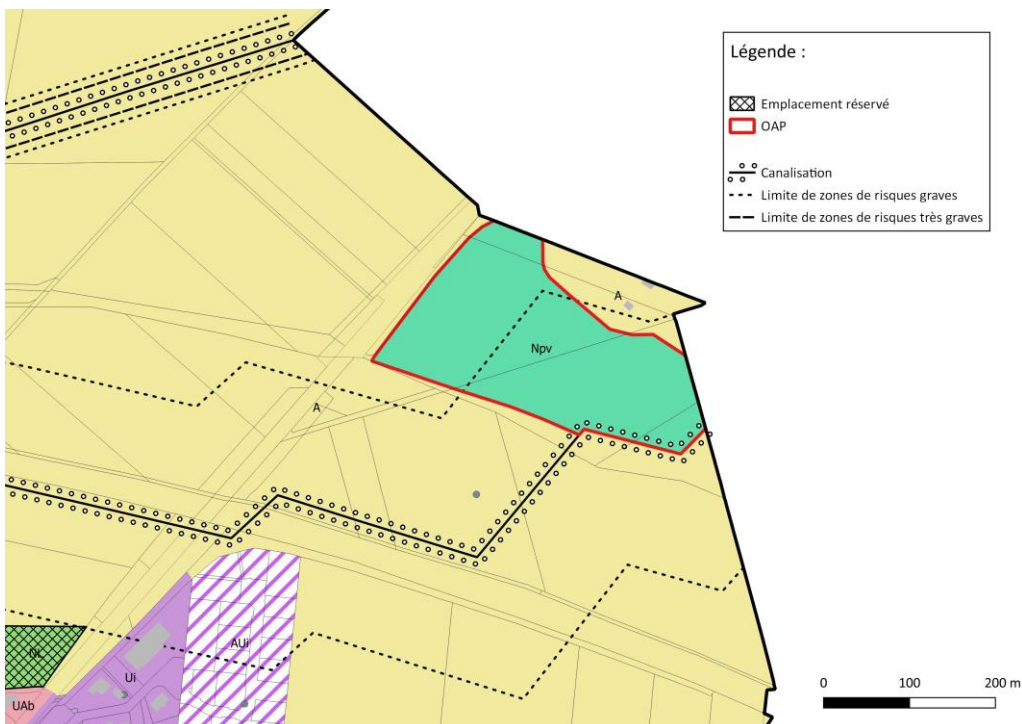 Légende :
Emplacement réservé
OAP
Canalisation
Limite de zones de risques graves
Limite de zones de risques très graves
A
Npv
A
AUi
NL
Ui
UAb
0 100 200 m